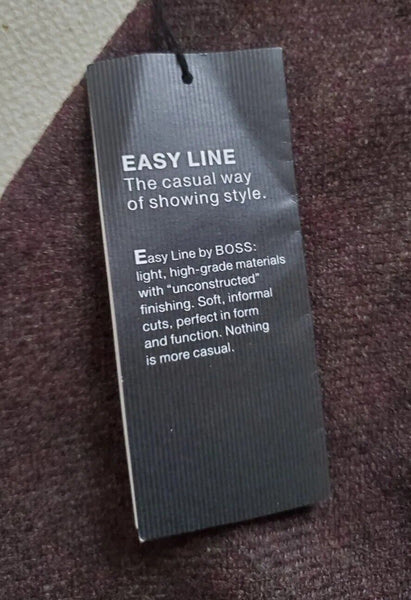 EASY LINE
The casual way
of showing style.
Easy Line by BOSS:
light, high-grade materials
with "unconstructed"
finishing. Soft, informal
cuts, perfect in form
and function. Nothing
is more casual.